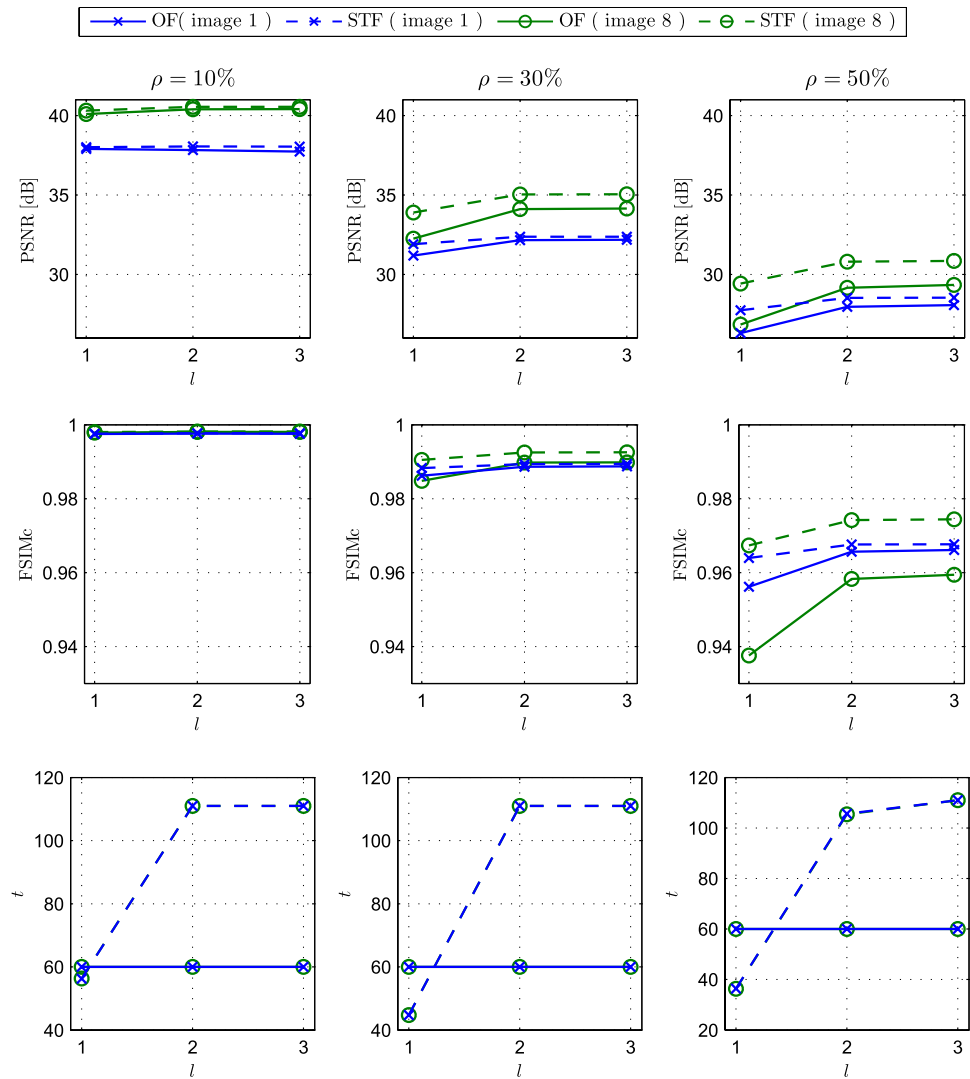 OF( image 1 ) STF ( image 1 ) OF ( image 8 ) STF ( image 8 )
ρ = 10% ρ = 30% ρ = 50%
40 40 40
35 35 35
30 30 30
PSNR [dB] PSNR [dB] PSNR [dB]
1 2 3 1 2 3 1 2 3
l l l
1 1 1
0.98 0.98 0.98
0.96 0.96 0.96
0.94 0.94 0.94
FSIMc FSIMc FSIMc
1 2 3 1 2 3 1 2 3
l l l
120 120 120
100 100 100
80 80 80
60 60 60
40 40 40
20
t t t
1 2 3 1 2 3 1 2 3
l l l